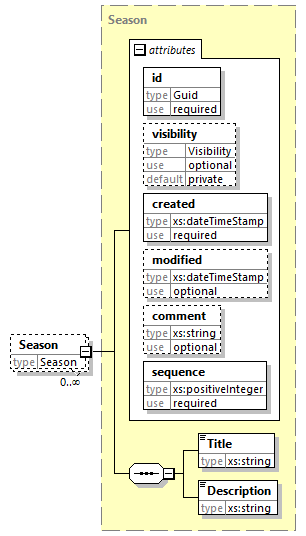 Season
attributes
id
type Guid
use required
visibility
type Visibility
use optional
default private
created
type xs:dateTimeStamp
use required
modified
type xs:dateTimeStamp
use optional
comment
type xs:string
use optional
sequence
type xs:positiveInteger
use required
Season
type Season
0..∞
Title
type xs:string
Description
type xs:string